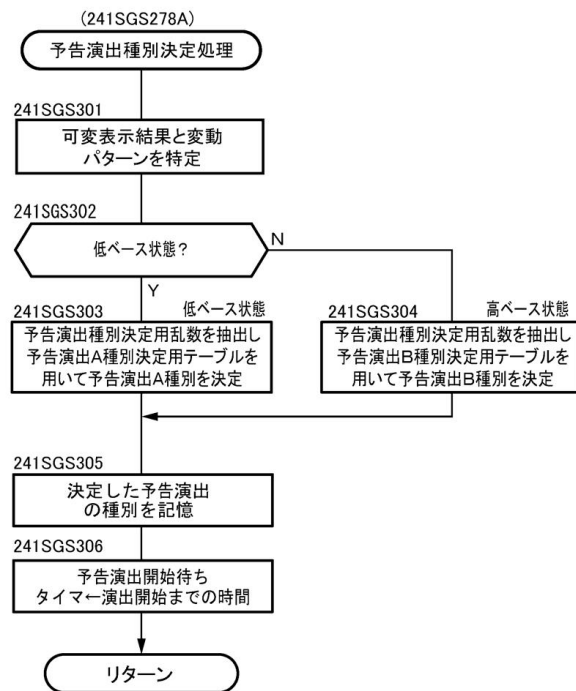 (241SGS278A)
予告演出種別決定処理
241SGS301
可変表示結果と変動
パターンを特定
241SGS302
低ベース状態?
N
Y
241SGS303
低ベース状態
予告演出種別決定用乱数を抽出し
予告演出A種別決定用テーブルを
用いて予告演出A種別を決定
241SGS304
高ベース状態
予告演出種別決定用乱数を抽出し
予告演出B種別決定用テーブルを
用いて予告演出B種別を決定
241SGS305
決定した予告演出
の種別を記憶
241SGS306
予告演出開始待ち
タイマ←演出開始までの時間
リターン